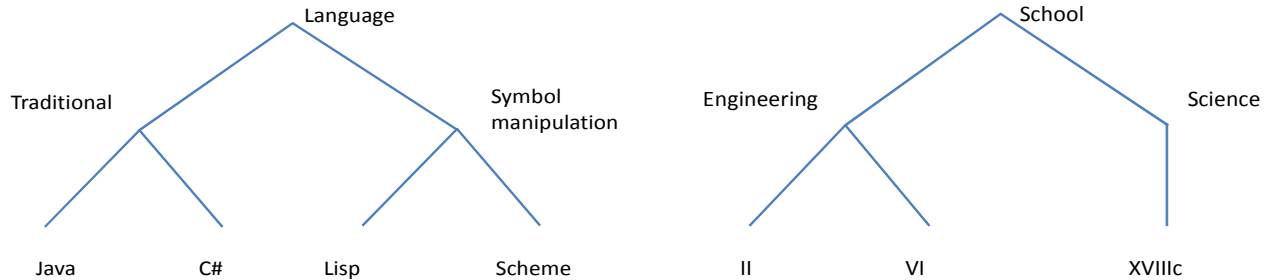 Language
Traditional
Symbol
manipulation
Java
C#
Lisp
Scheme
School
Engineering
Science
II
VI
XVIIIc